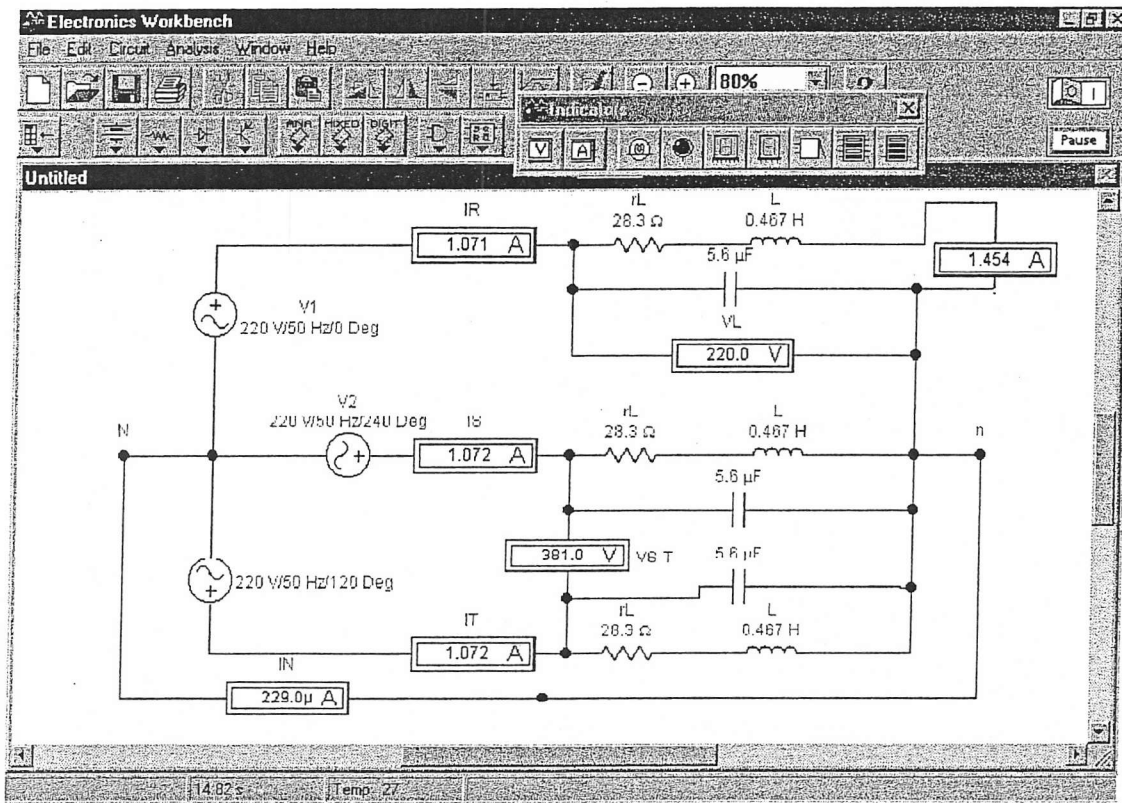 Electronics Workbench
File Edit Circuit Analysis Window Help
80%
Indicators
ANA MIXED DIGIT
V A
Pause
Untitled
IR
1.071 A
rL
28.3 Ω
L
0.467 H
1.454 A
5.6 µF
V1
220 V/50 Hz/0 Deg
VL
220.0 V
V2
220 V/50 Hz/240 Deg
IS
1.072 A
rL
28.3 Ω
L
0.467 H
N
n
5.6 µF
381.0 V
VS T
5.6 µF
220 V/50 Hz/120 Deg
rL
28.3 Ω
L
0.467 H
IT
1.072 A
IN
229.0µ A
14.82 s
Temp: 27